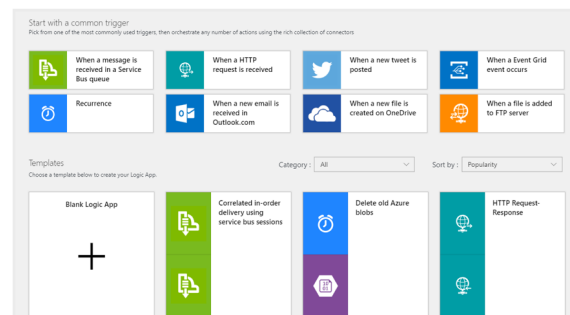 Start with a common trigger
Pick from one of the most commonly used triggers, then orchestrate any number of actions using the rich collection of connectors
When a message is
received in a Service
Bus queue
When a HTTP
request is received
When a new tweet is
posted
When a Event Grid
event occurs
Recurrence
When a new email is
received in
Outlook.com
When a new file is
created on OneDrive
When a file is added
to FTP server
Templates
Choose a template below to create your Logic App.
Category : All
Sort by : Popularity
Blank Logic App
Correlated in-order
delivery using
service bus sessions
Delete old Azure
blobs
HTTP Request-
Response